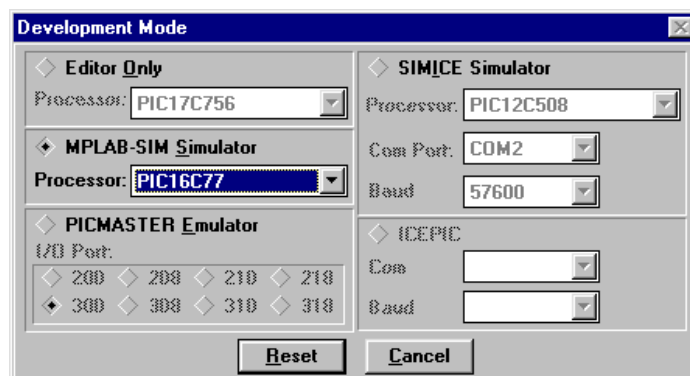 Development Mode
Editor Only
Processor: PIC17C756
MPLAB-SIM Simulator
Processor: PIC16C77
PICMASTER Emulator
I/O Port:
200 208 210 218
300 308 310 318
SIMICE Simulator
Processor: PIC12C508
Com Port: COM2
Baud 57600
ICEPIC
Com
Baud
Reset Cancel